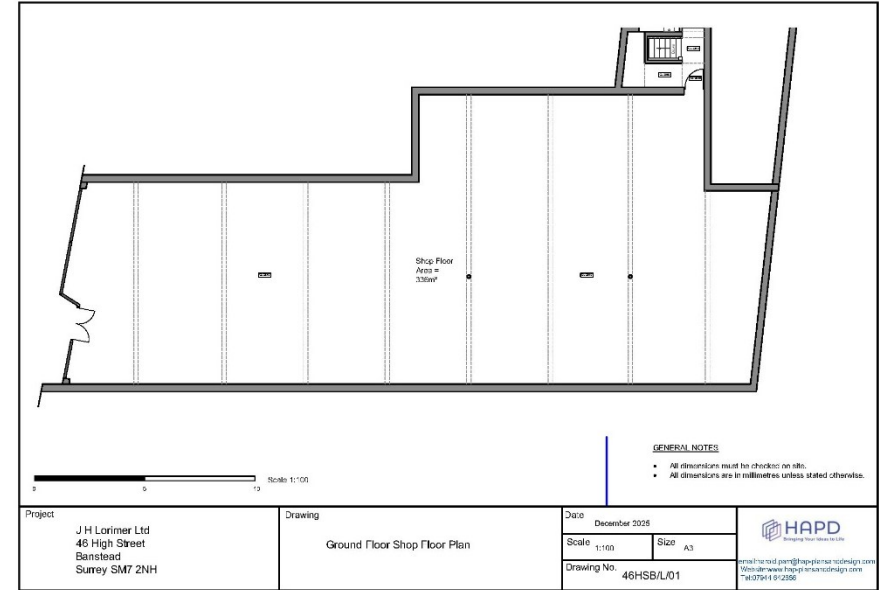 Shop Floor
Area =
336m²
GENERAL NOTES
• All dimensions must be checked on site.
• All dimensions are in millimetres unless stated otherwise.
0 5 10 Scale 1:100
Project
J H Lorimer Ltd
46 High Street
Banstead
Surrey SM7 2NH
Drawing
Ground Floor Shop Floor Plan
Date
December 2025
Scale 1:100
Size A3
Drawing No.
46HSB/L/01
HAPD
Bringing Your Ideas to Life